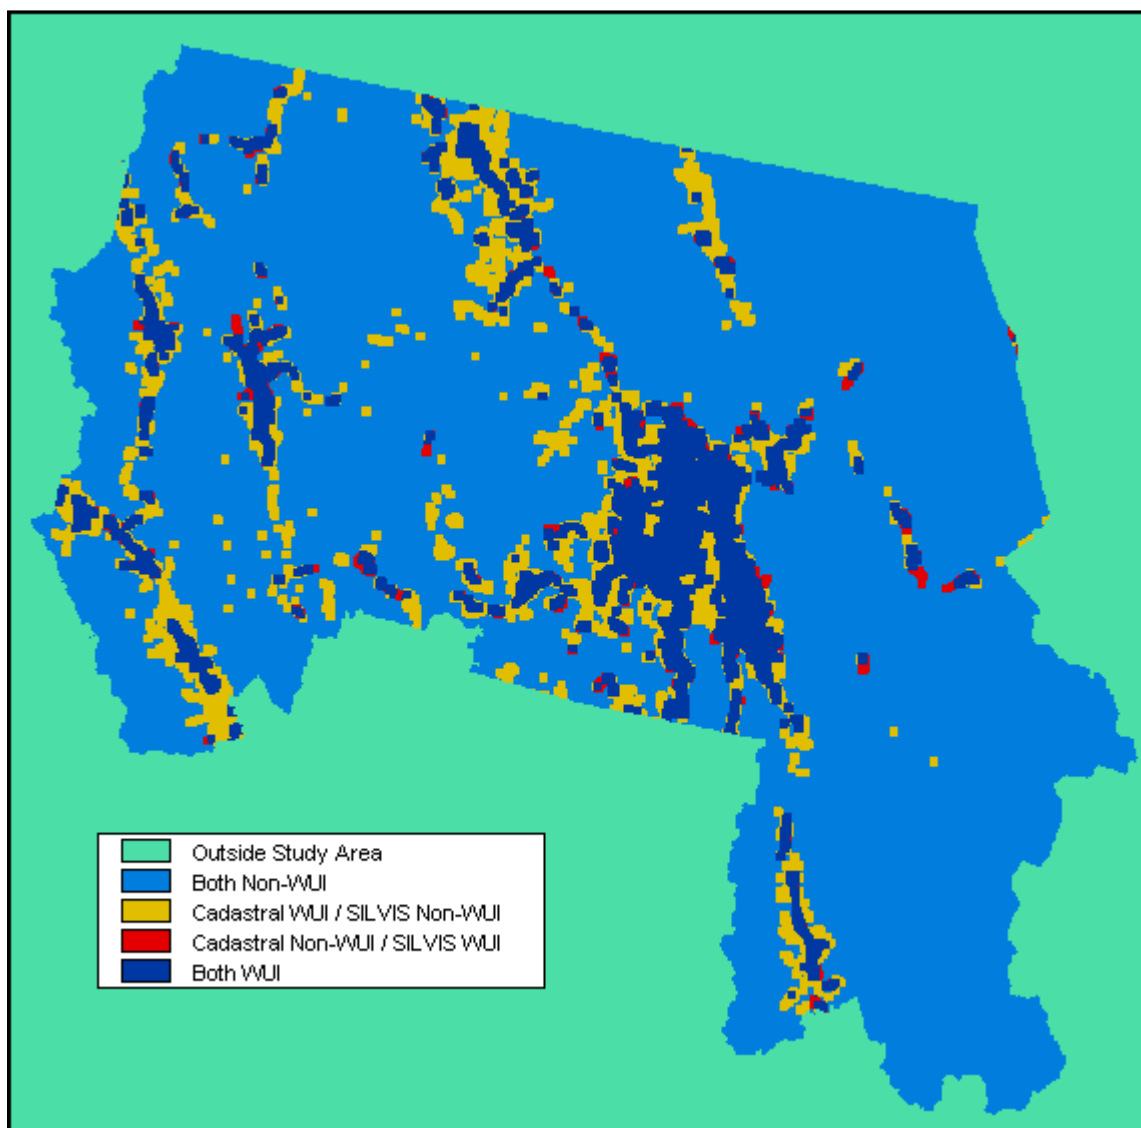 Outside Study Area
Both Non-WUI
Cadastral WUI / SILVIS Non-WUI
Cadastral Non-WUI / SILVIS WUI
Both WUI